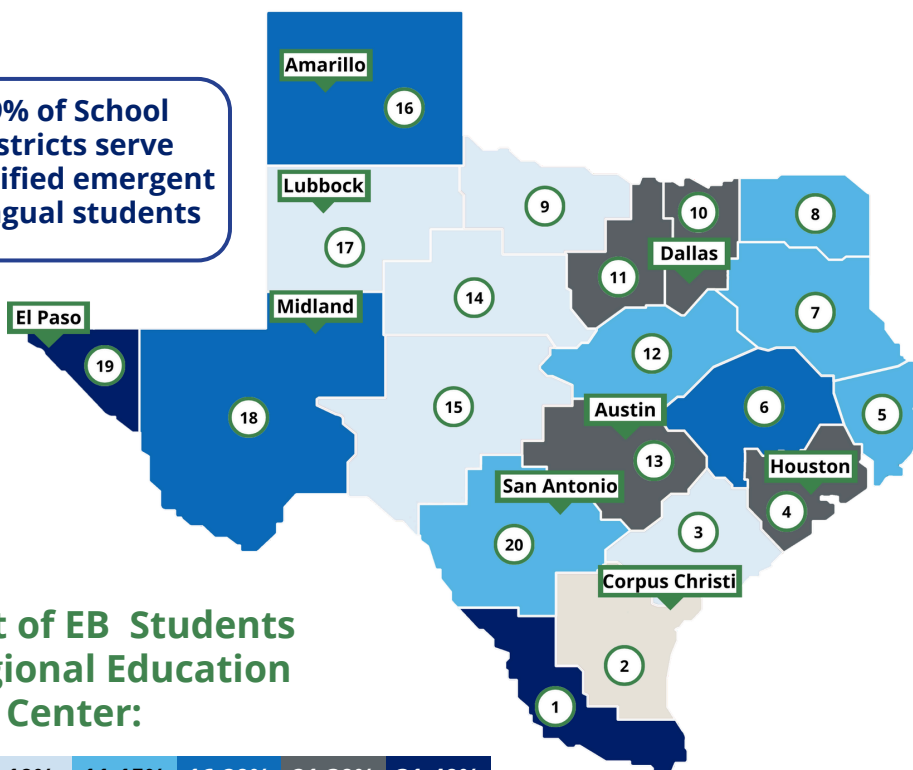 Amarillo
16
% of School
stricts serve
ified emergent
ngual students
Lubbock
17
9
10
8
Dallas
11
Midland
14
7
El Paso
19
12
18
15
Austin
6
5
13
Houston
San Antonio
4
20
3
Corpus Christi
t of EB Students
gional Education
Center:
2
1